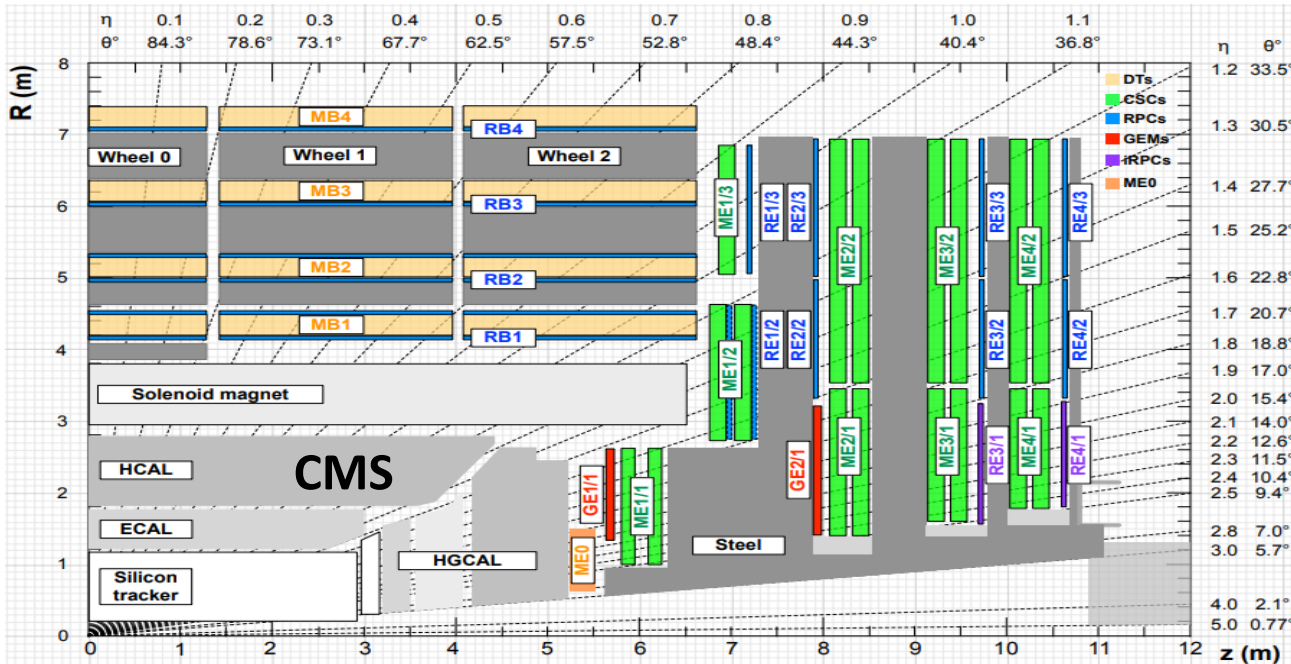 η 0.1 0.2 0.3 0.4 0.5 0.6 0.7 0.8 0.9 1.0 1.1
θ° 84.3° 78.6° 73.1° 67.7° 62.5° 57.5° 52.8° 48.4° 44.3° 40.4° 36.8° η θ°
R (m)
8
7
6
5
4
3
2
1
0
1.2 33.5°
1.3 30.5°
1.4 27.7°
1.5 25.2°
1.6 22.8°
1.7 20.7°
1.8 18.8°
1.9 17.0°
2.0 15.4°
2.1 14.0°
2.2 12.6°
2.3 11.5°
2.4 10.4°
2.5 9.4°
2.8 7.0°
3.0 5.7°
4.0 2.1°
5.0 0.77°
DTs
CSCs
RPCs
GEMs
iRPCs
ME0
MB4
RB4
Wheel 0
Wheel 1
Wheel 2
MB3
RB3
MB2
RB2
MB1
RB1
Solenoid magnet
HCAL
CMS
ECAL
HGCAL
Silicon
tracker
Steel
ME1/3
RE1/3
RE2/3
ME2/2
ME3/2
RE3/3
ME4/2
RE4/3
ME1/2
RE1/2
RE2/2
RE3/2
RE4/2
GE1/1
ME1/1
ME0
GE2/1
ME2/1
ME3/1
RE3/1
ME4/1
RE4/1
0 1 2 3 4 5 6 7 8 9 10 11 12
z (m)